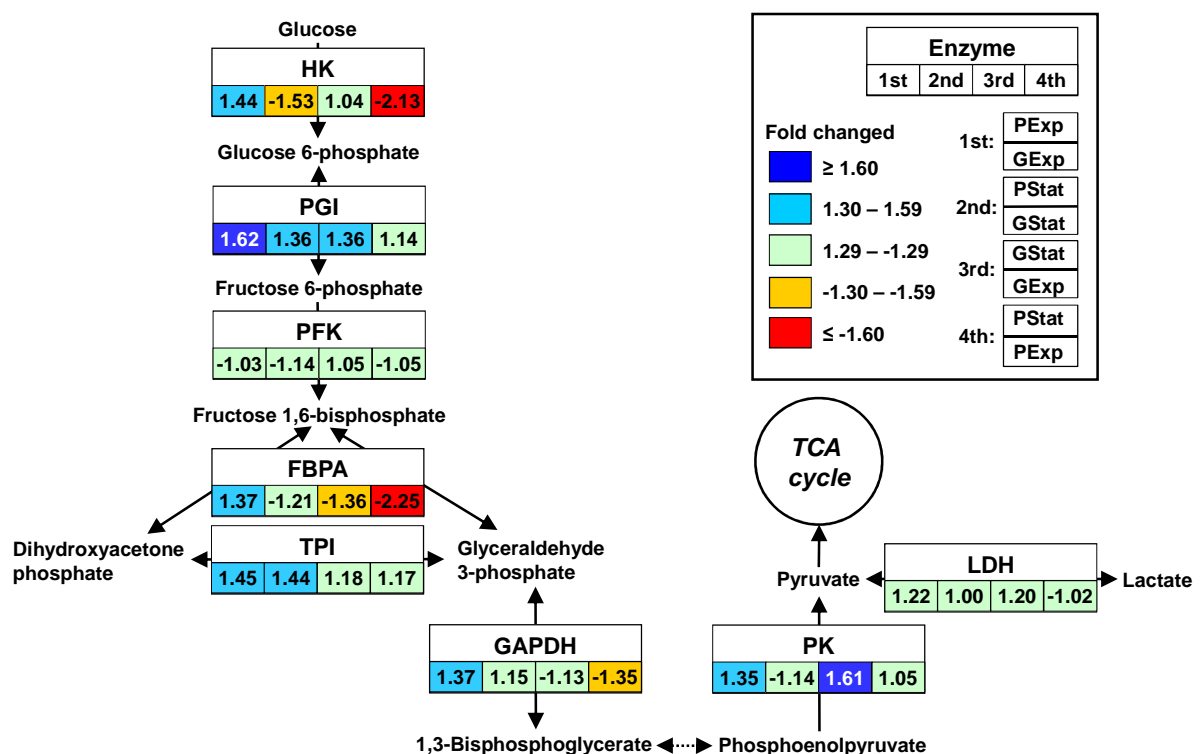 Glucose
HK
1.44 -1.53 1.04 -2.13
Glucose 6-phosphate
PGI
1.62 1.36 1.36 1.14
Fructose 6-phosphate
PFK
-1.03 -1.14 1.05 -1.05
Fructose 1,6-bisphosphate
FBPA
1.37 -1.21 -1.36 -2.25
Dihydroxyacetone
phosphate
TPI
1.45 1.44 1.18 1.17
Glyceraldehyde
3-phosphate
GAPDH
1.37 1.15 -1.13 -1.35
1,3-Bisphosphoglycerate
Phosphoenolpyruvate
PK
1.35 -1.14 1.61 1.05
Pyruvate
LDH
1.22 1.00 1.20 -1.02
Lactate
TCA
cycle
Enzyme
1st 2nd 3rd 4th
Fold changed
≥ 1.60
1.30 – 1.59
1.29 – -1.29
-1.30 – -1.59
≤ -1.60
1st:
PExp
GExp
2nd:
PStat
GStat
3rd:
GStat
GExp
4th:
PStat
PExp